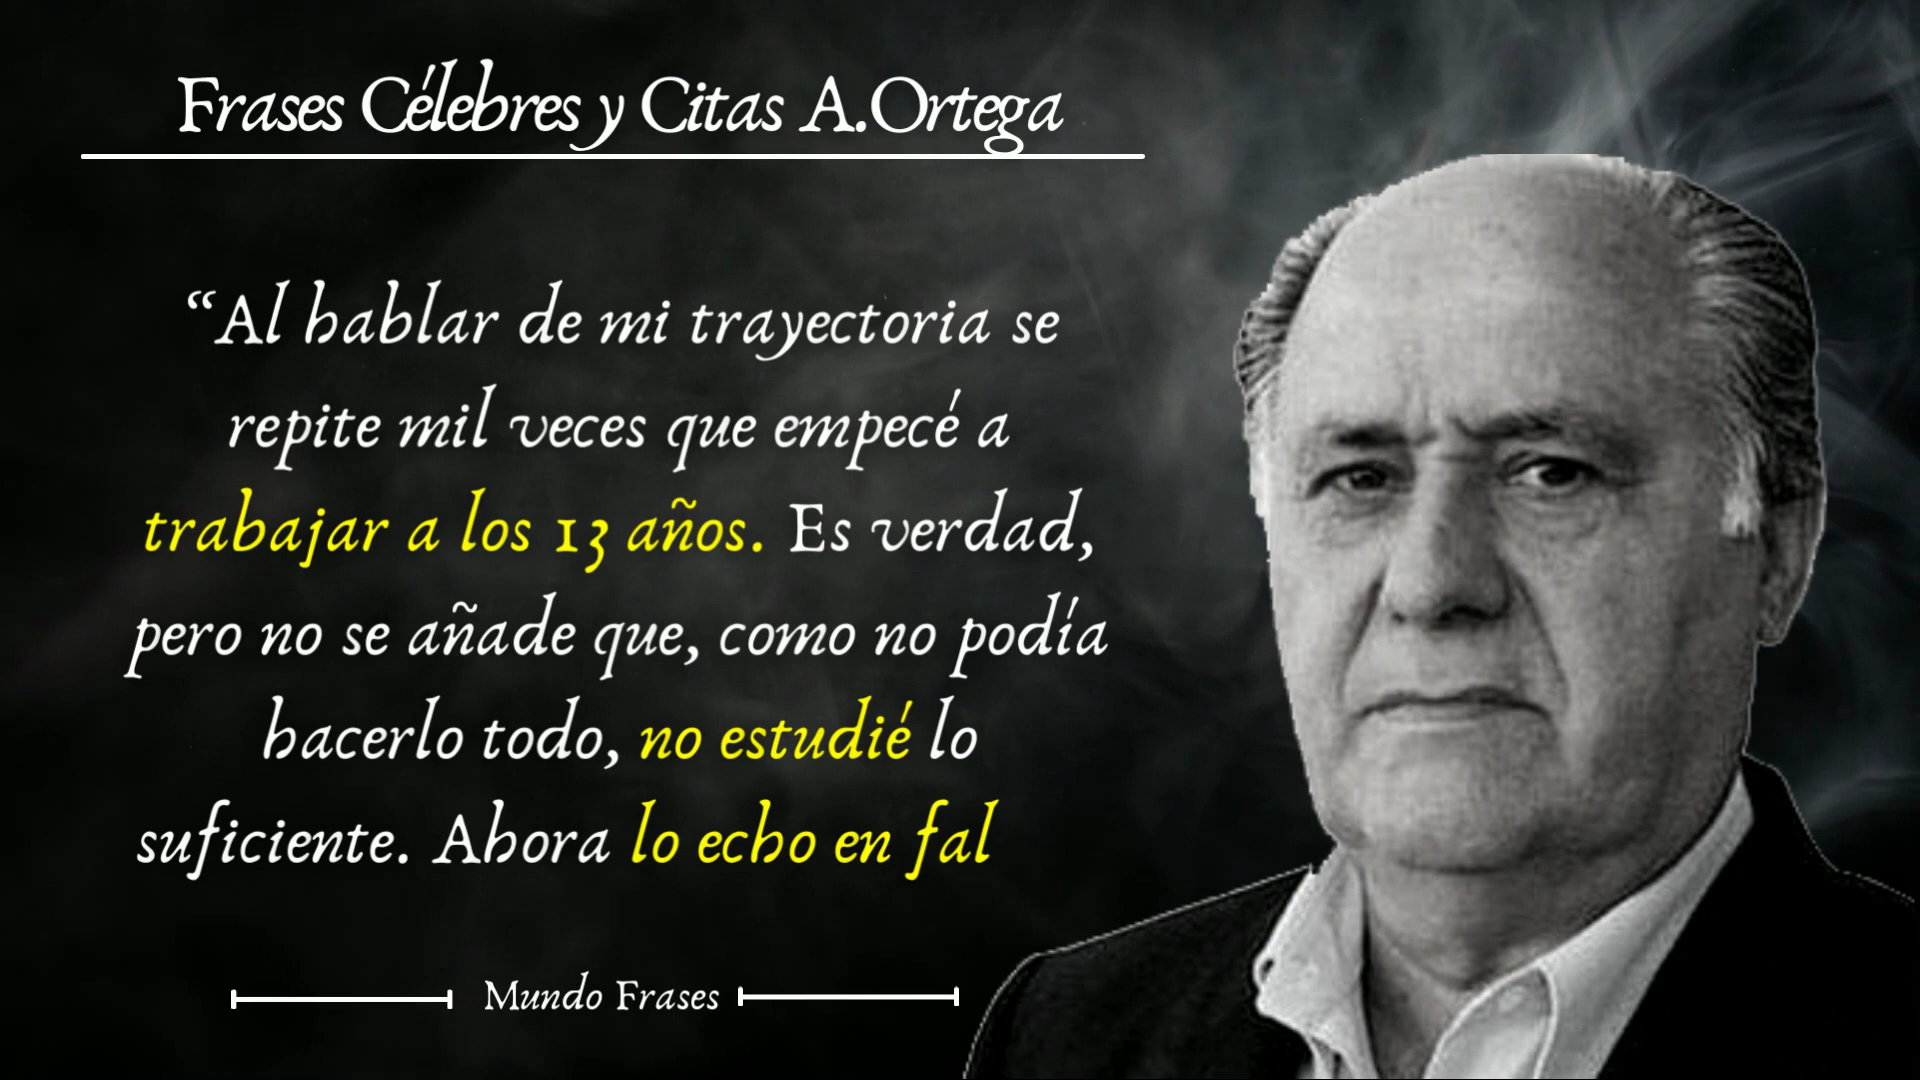 Frases Célebres y Citas A.Ortega
“Al hablar de mi trayectoria se
repite mil veces que empecé a
trabajar a los 13 años. Es verdad,
pero no se añade que, como no podía
hacerlo todo, no estudié lo
suficiente. Ahora lo echo en fal
Mundo Frases